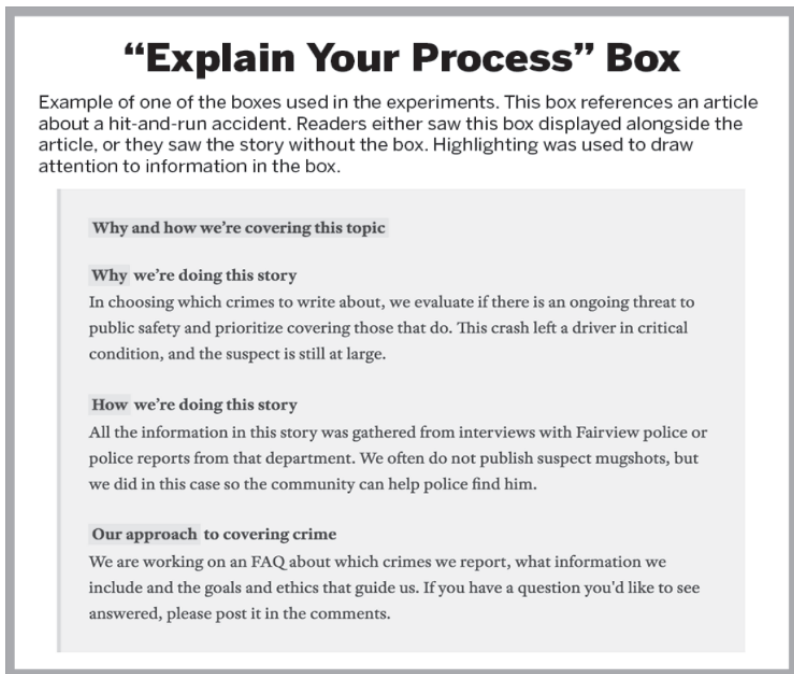 “Explain Your Process” Box
Example of one of the boxes used in the experiments. This box references an article
about a hit-and-run accident. Readers either saw this box displayed alongside the
article, or they saw the story without the box. Highlighting was used to draw
attention to information in the box.
Why and how we’re covering this topic
Why we’re doing this story
In choosing which crimes to write about, we evaluate if there is an ongoing threat to
public safety and prioritize covering those that do. This crash left a driver in critical
condition, and the suspect is still at large.
How we’re doing this story
All the information in this story was gathered from interviews with Fairview police or
police reports from that department. We often do not publish suspect mugshots, but
we did in this case so the community can help police find him.
Our approach to covering crime
We are working on an FAQ about which crimes we report, what information we
include and the goals and ethics that guide us. If you have a question you’d like to see
answered, please post it in the comments.